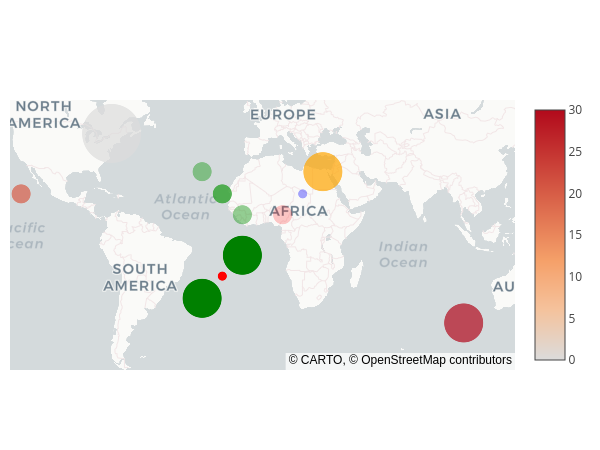 NORTH
AMERICA
EUROPE
ASIA
Atlantic
Ocean
AFRICA
acific
cean
Indian
Ocean
SOUTH
AMERICA
AU
© CARTO, © OpenStreetMap contributors
30
25
20
15
10
5
0